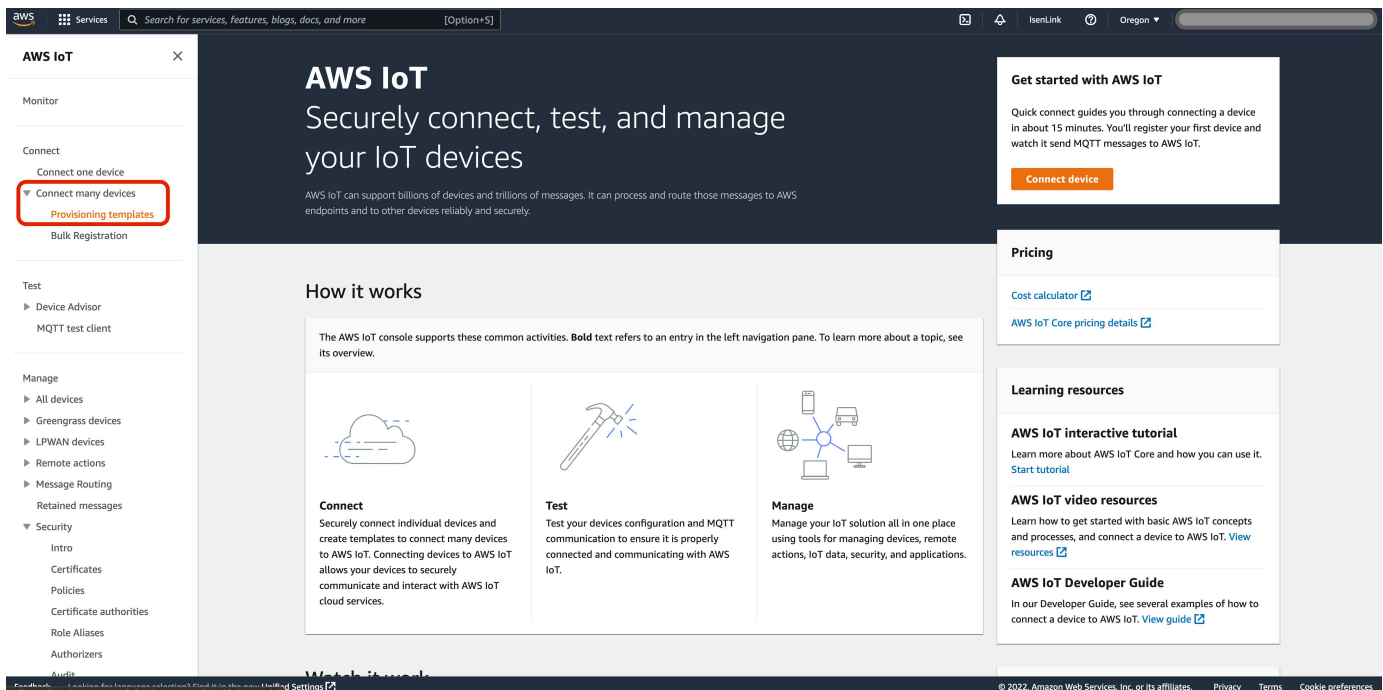 aws
Services
Search for services, features, blogs, docs, and more
[Option+S]
IsenLink
Oregon
AWS IoT
Monitor
Connect
Connect one device
Connect many devices
Provisioning templates
Bulk Registration
Test
Device Advisor
MQTT test client
Manage
All devices
Greengrass devices
LPWAN devices
Remote actions
Message Routing
Retained messages
Security
Intro
Certificates
Policies
Certificate authorities
Role Aliases
Authorizers
Audit
AWS IoT
Securely connect, test, and manage
your IoT devices
AWS IoT can support billions of devices and trillions of messages. It can process and route those messages to AWS
endpoints and to other devices reliably and securely.
Get started with AWS IoT
Quick connect guides you through connecting a device
in about 15 minutes. You'll register your first device and
watch it send MQTT messages to AWS IoT.
Connect device
Pricing
Cost calculator
AWS IoT Core pricing details
How it works
The AWS IoT console supports these common activities. Bold text refers to an entry in the left navigation pane. To learn more about a topic, see
its overview.
Connect
Securely connect individual devices and
create templates to connect many devices
to AWS IoT. Connecting devices to AWS IoT
allows your devices to securely
communicate and interact with AWS IoT
cloud services.
Test
Test your devices configuration and MQTT
communication to ensure it is properly
connected and communicating with AWS
IoT.
Manage
Manage your IoT solution all in one place
using tools for managing devices, remote
actions, IoT data, security, and applications.
Learning resources
AWS IoT interactive tutorial
Learn more about AWS IoT Core and how you can use it.
Start tutorial
AWS IoT video resources
Learn how to get started with basic AWS IoT concepts
and processes, and connect a device to AWS IoT. View
resources
AWS IoT Developer Guide
In our Developer Guide, see several examples of how to
connect a device to AWS IoT. View guide
Watch it work
Feedback
Looking for language selection? Find it in the new Unified Settings
© 2022, Amazon Web Services, Inc. or its affiliates.
Privacy
Terms
Cookie preferences